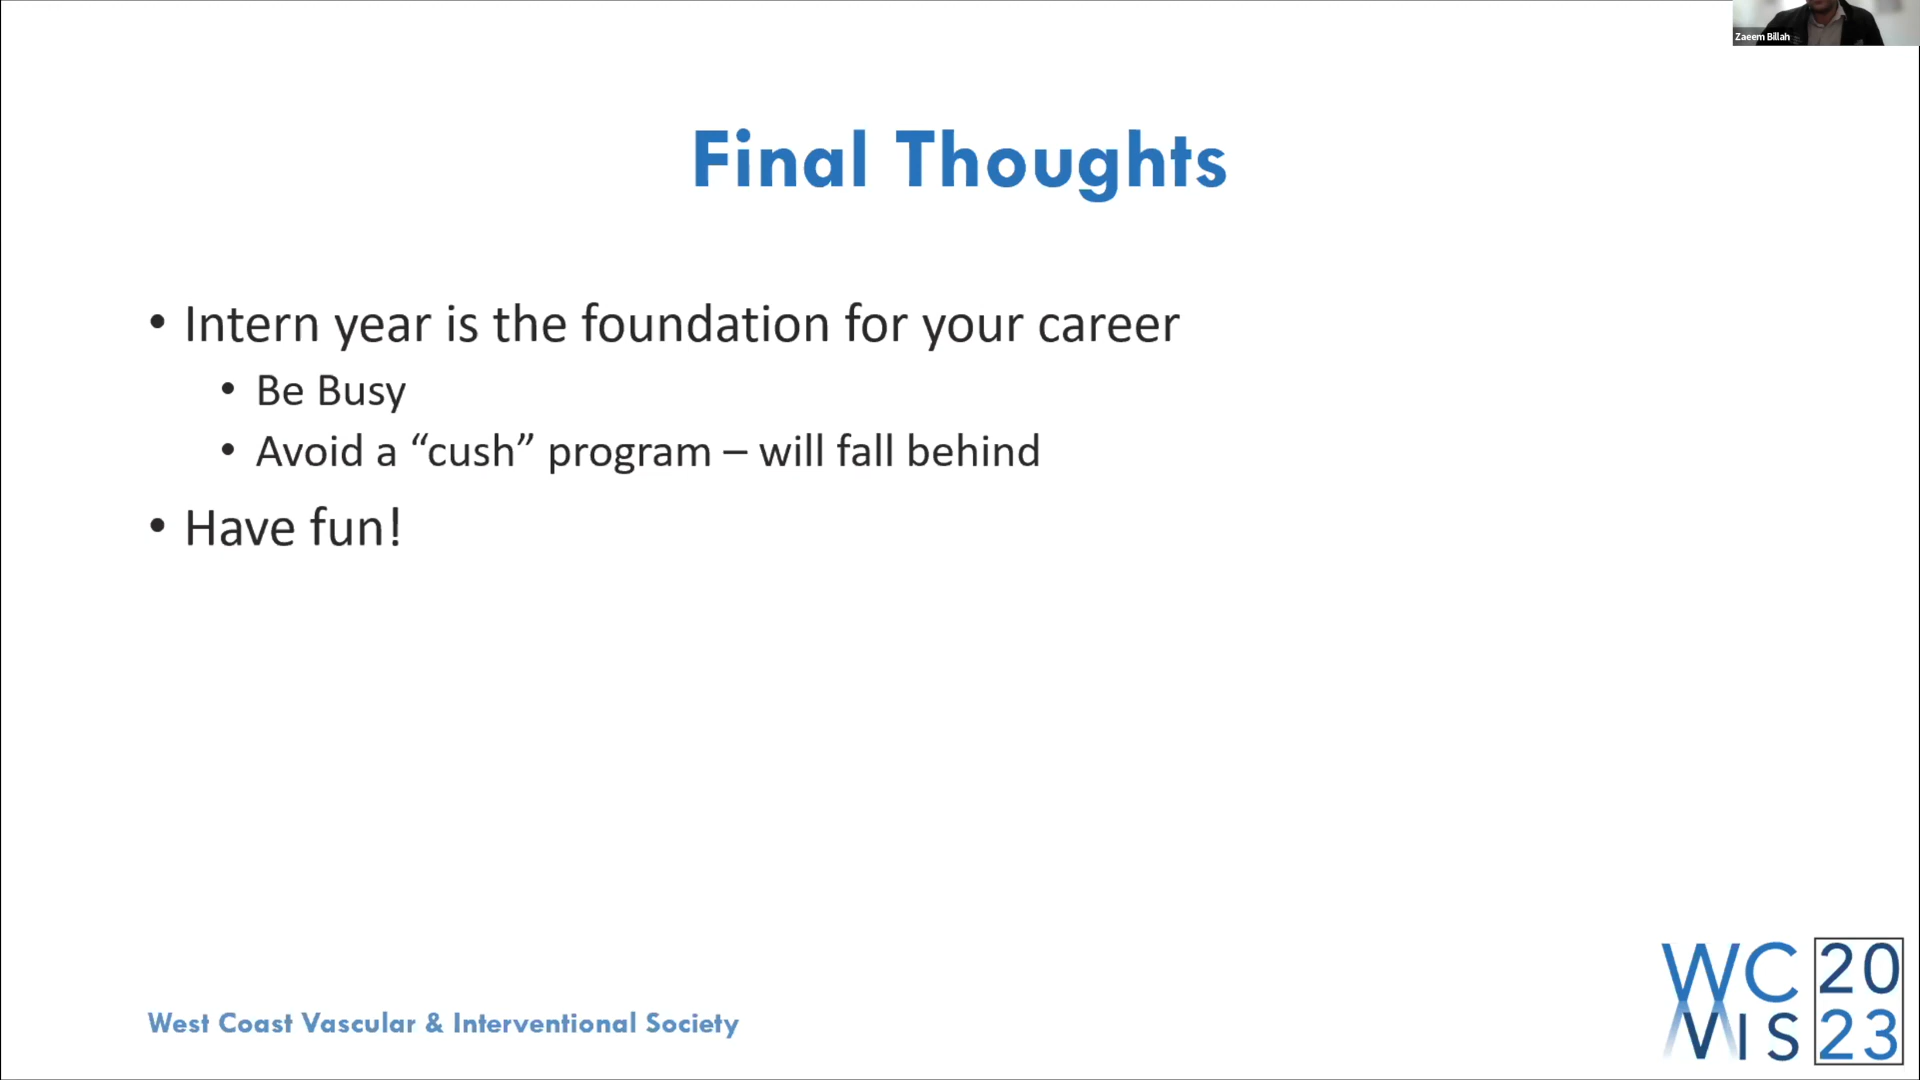 Zaeem Billah
Final Thoughts
• Intern year is the foundation for your career
• Be Busy
• Avoid a “cush” program – will fall behind
• Have fun!
West Coast Vascular & Interventional Society
WC 20
VIS 23